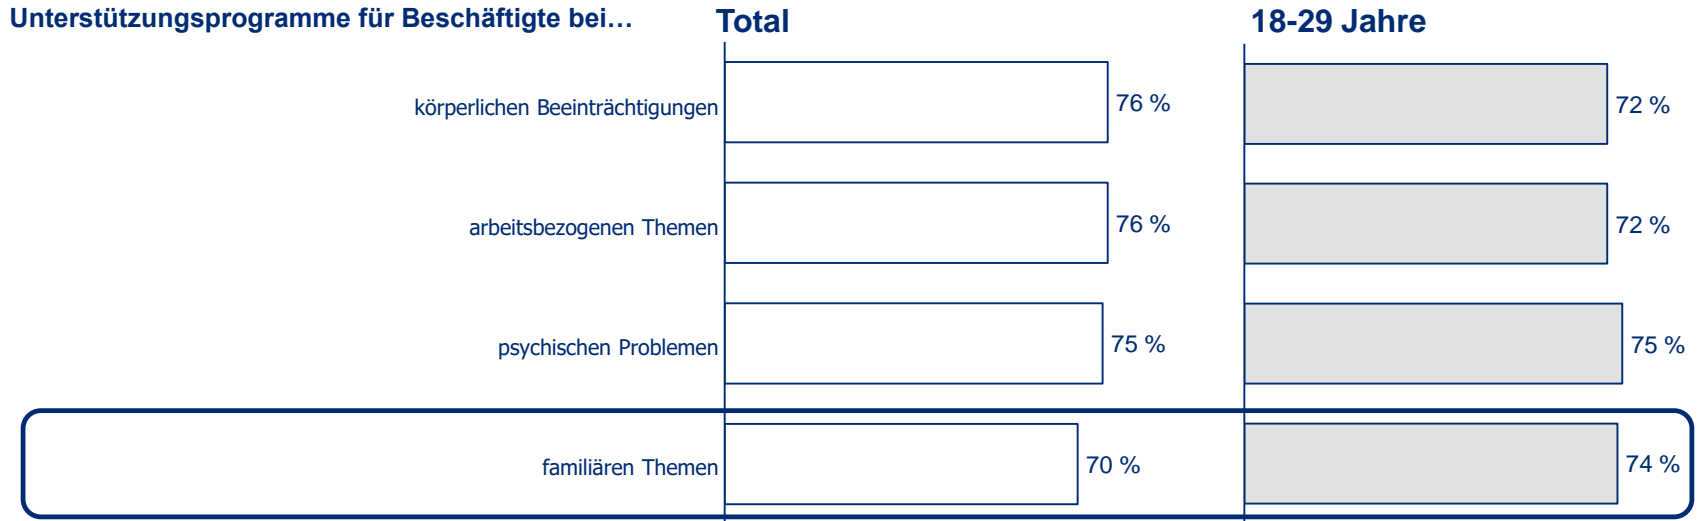 Unterstützungsprogramme für Beschäftigte bei… Total 18-29 Jahre
körperlichen Beeinträchtigungen 76 % 72 %
arbeitsbezogenen Themen 76 % 72 %
psychischen Problemen 75 % 75 %
familiären Themen 70 % 74 %